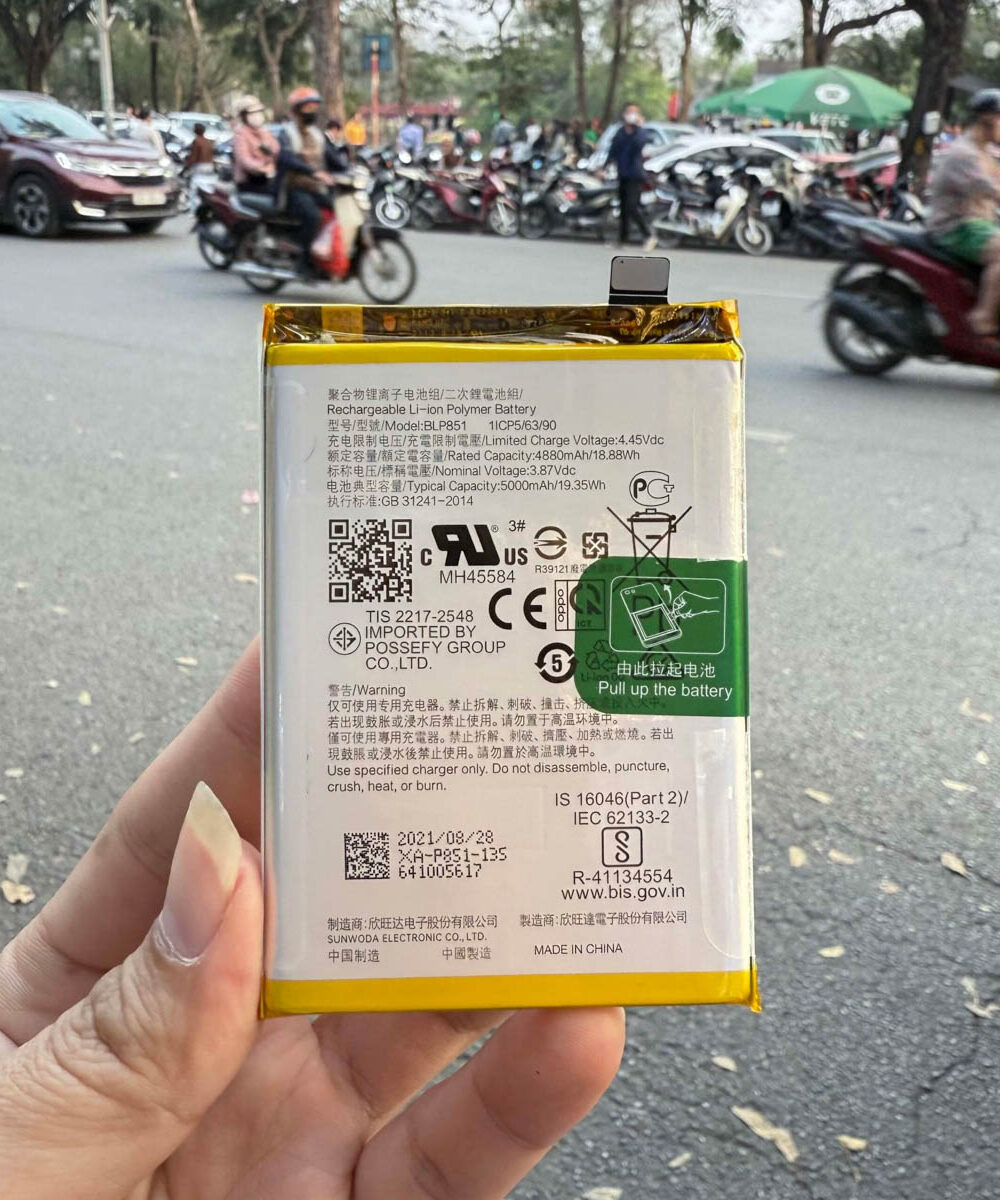 聚合物锂离子电池组/二次鋰電池組/
Rechargeable Li-ion Polymer Battery
型号/型號/Model:BLP851 1ICP5/63/90
充电限制电压/充電限制電壓/Limited Charge Voltage:4.45Vdc
额定容量/額定電容量/Rated Capacity:4880mAh/18.88Wh
标称电压/標稱電壓/Nominal Voltage:3.87Vdc
电池典型容量/Typical Capacity:5000mAh/19.35Wh
执行标准:GB 31241-2014
PCT
3#
c RU ® US
MH45584
R39121
TIS 2217-2548
IMPORTED BY
POSSEFY GROUP
CO.,LTD.
CE
oppo
5
由此拉起电池
Pull up the battery
警告/Warning
仅可使用专用充电器。禁止拆解、刺破、撞击、挤压或投入火中。
若出现鼓胀或浸水后禁止使用。请勿置于高温环境中。
僅可使用專用充電器。禁止拆解、刺破、擠壓、加熱或燃燒。若出
現鼓脹或浸水後禁止使用。請勿置於高溫環境中。
Use specified charger only. Do not disassemble, puncture,
crush, heat, or burn.
IS 16046(Part 2)/
IEC 62133-2
R-41134554
www.bis.gov.in
2021/08/28
XA-P851-135
641005617
制造商:欣旺达电子股份有限公司 製造商:欣旺達電子股份有限公司
SUNWODA ELECTRONIC CO., LTD.
中国制造 中國製造 MADE IN CHINA